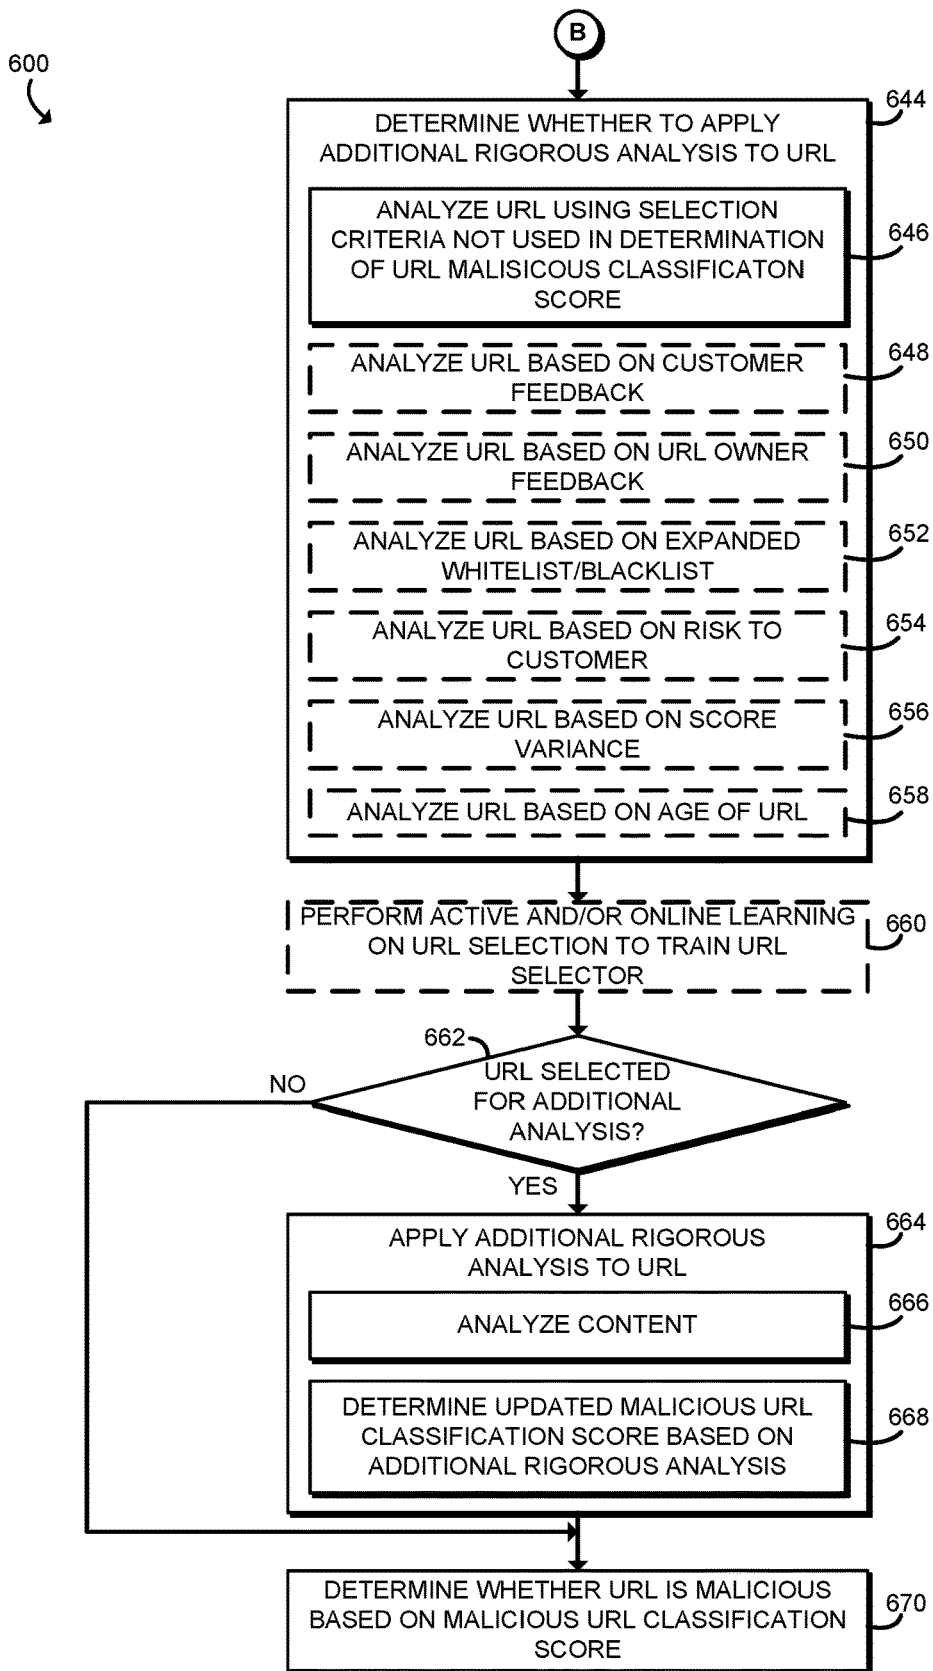 B
600
644
DETERMINE WHETHER TO APPLY
ADDITIONAL RIGOROUS ANALYSIS TO URL
ANALYZE URL USING SELECTION
CRITERIA NOT USED IN DETERMINATION
OF URL MALISICOUS CLASSIFICATON
SCORE
646
ANALYZE URL BASED ON CUSTOMER
FEEDBACK
648
ANALYZE URL BASED ON URL OWNER
FEEDBACK
650
ANALYZE URL BASED ON EXPANDED
WHITELIST/BLACKLIST
652
ANALYZE URL BASED ON RISK TO
CUSTOMER
654
ANALYZE URL BASED ON SCORE
VARIANCE
656
ANALYZE URL BASED ON AGE OF URL
658
PERFORM ACTIVE AND/OR ONLINE LEARNING
ON URL SELECTION TO TRAIN URL
SELECTOR
660
662
URL SELECTED
FOR ADDITIONAL
ANALYSIS?
NO
YES
664
APPLY ADDITIONAL RIGOROUS
ANALYSIS TO URL
ANALYZE CONTENT
666
DETERMINE UPDATED MALICIOUS URL
CLASSIFICATION SCORE BASED ON
ADDITIONAL RIGOROUS ANALYSIS
668
DETERMINE WHETHER URL IS MALICIOUS
BASED ON MALICIOUS URL CLASSIFICATION
SCORE
670